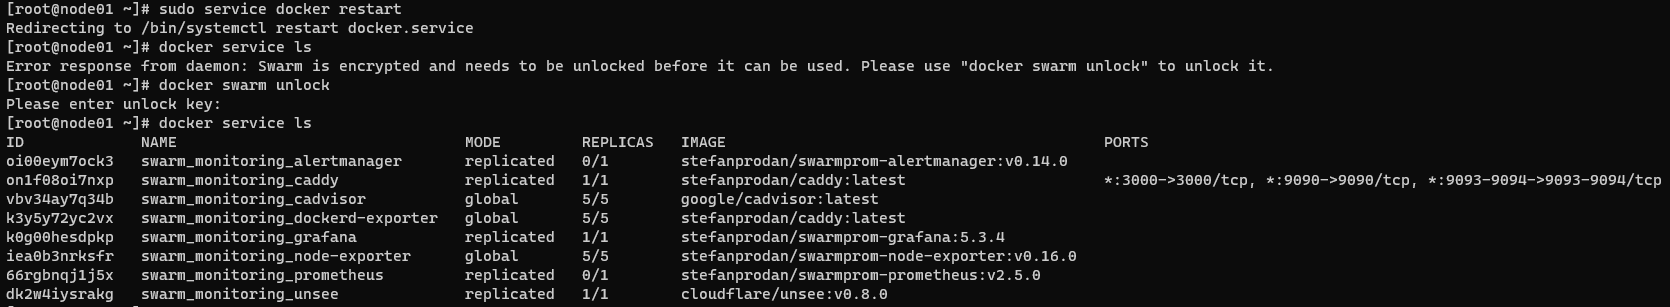 [root@node01 ~]# sudo service docker restart
Redirecting to /bin/systemctl restart docker.service
[root@node01 ~]# docker service ls
Error response from daemon: Swarm is encrypted and needs to be unlocked before it can be used. Please use "docker swarm unlock" to unlock it.
[root@node01 ~]# docker swarm unlock
Please enter unlock key:
[root@node01 ~]# docker service ls
ID NAME MODE REPLICAS IMAGE PORTS
oi00eym7ock3 swarm_monitoring_alertmanager replicated 0/1 stefanprodan/swarmprom-alertmanager:v0.14.0
on1f08oi7nxp swarm_monitoring_caddy replicated 1/1 stefanprodan/caddy:latest *:3000->3000/tcp, *:9090->9090/tcp, *:9093-9094->9093-9094/tcp
vbv34ay7q34b swarm_monitoring_cadvisor global 5/5 google/cadvisor:latest
k3y5y72yc2vx swarm_monitoring_dockerd-exporter global 5/5 stefanprodan/caddy:latest
k0g00hesdpkp swarm_monitoring_grafana replicated 1/1 stefanprodan/swarmprom-grafana:5.3.4
iea0b3nrksfr swarm_monitoring_node-exporter global 5/5 stefanprodan/swarmprom-node-exporter:v0.16.0
66rgbnqj1j5x swarm_monitoring_prometheus replicated 0/1 stefanprodan/swarmprom-prometheus:v2.5.0
dk2w4iysrakg swarm_monitoring_unsee replicated 1/1 cloudflare/unsee:v0.8.0